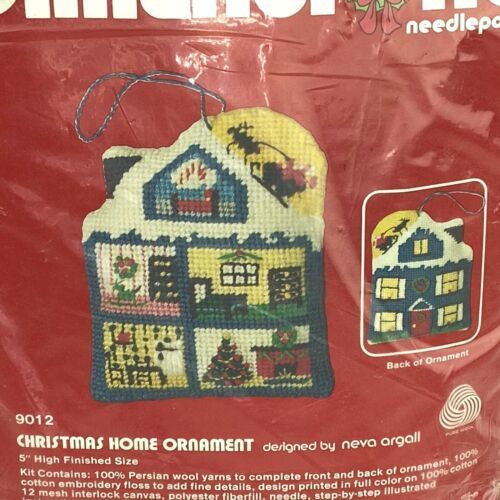 needlepo
Back of Ornament
9012
CHRISTMAS HOME ORNAMENT designed by neva argall
5" High Finished Size
PURE WOOL
Kit Contains: 100% Persian wool yarns to complete front and back of ornament, 100%
cotton embroidery floss to add fine details, design printed in full color on 100% cotton
12 mesh interlock canvas, polyester fiberfill, needle, step-by-step illustrated